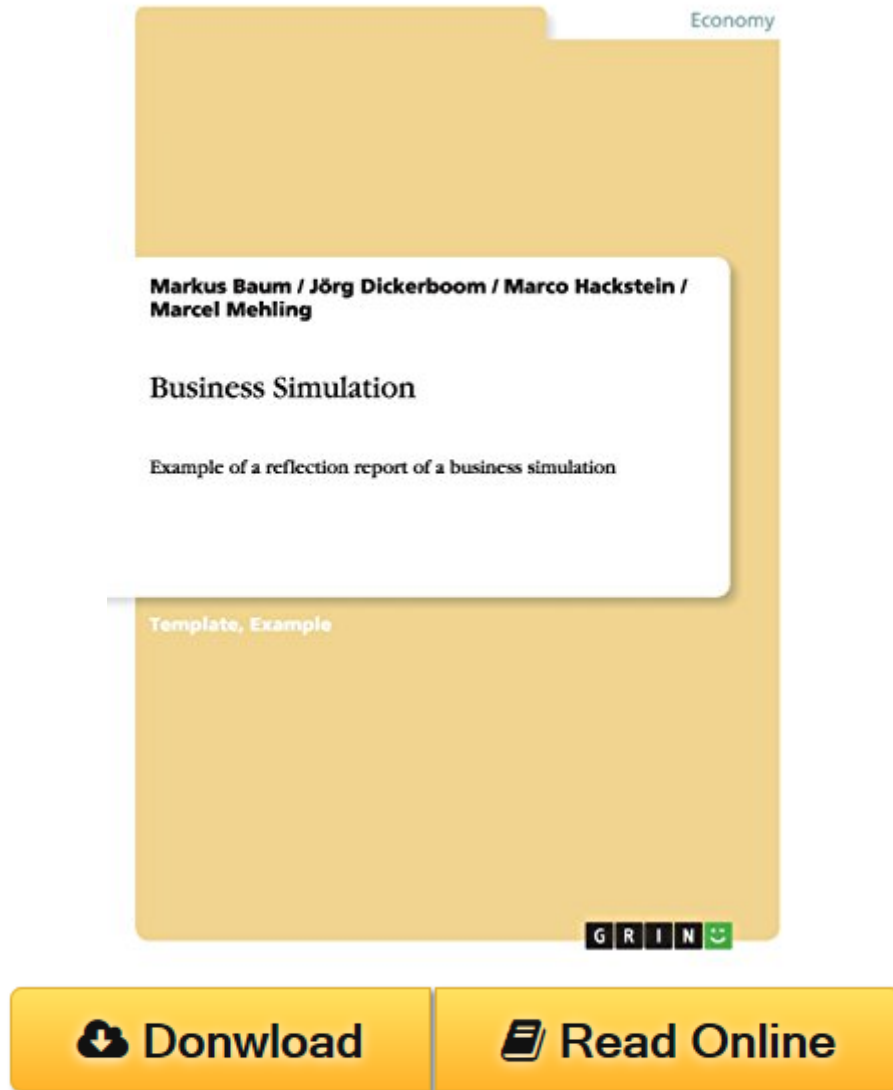 Economy
Markus Baum / Jörg Dickerboom / Marco Hackstein /
Marcel Mehling
Business Simulation
Example of a reflection report of a business simulation
Template, Example
GRIN
Donwload
Read Online